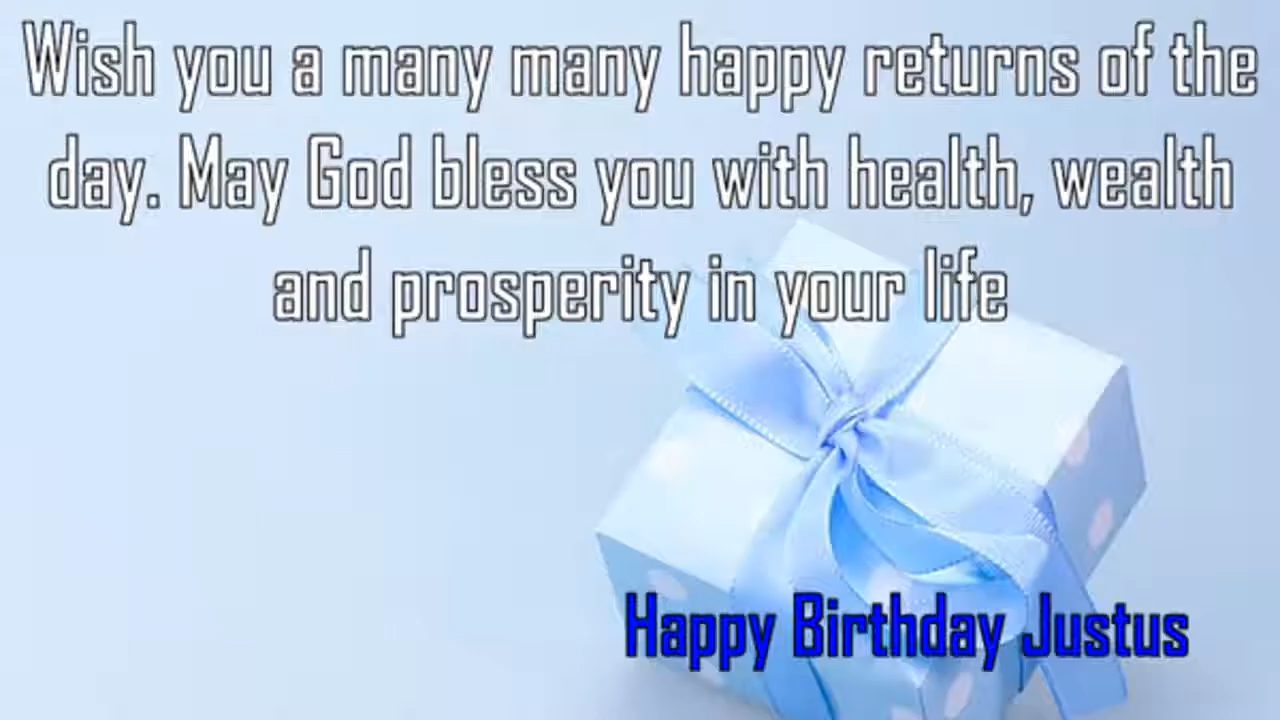 Wish you a many many happy returns of the
day. May God bless you with health, wealth
and prosperity in your life
Happy Birthday Justus